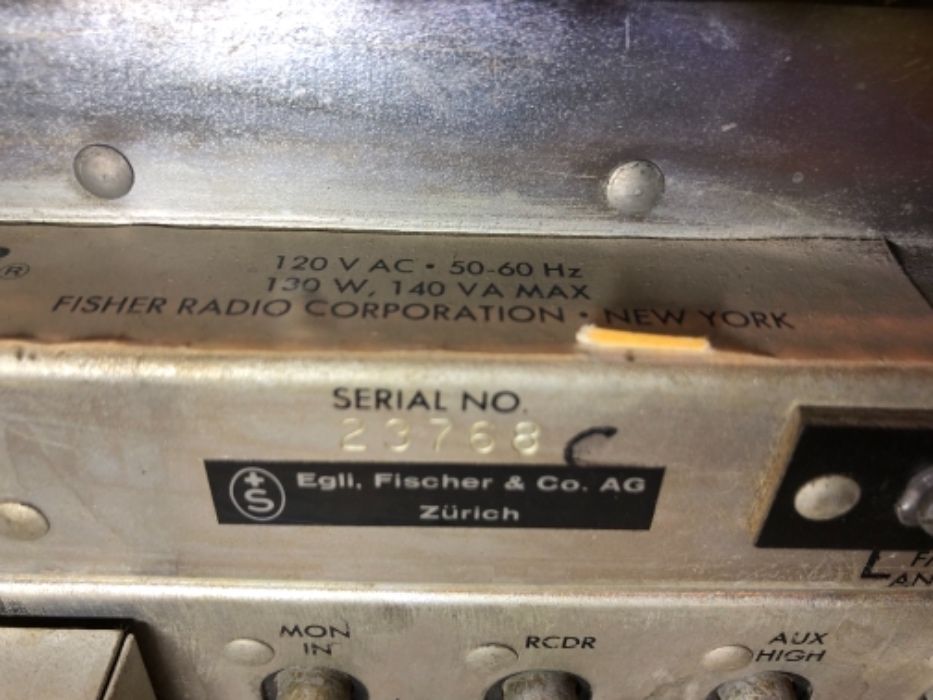 ®
120 V AC • 50-60 Hz
130 W, 140 VA MAX
FISHER RADIO CORPORATION • NEW YORK
SERIAL NO.
23768 C
+
S
Egli, Fischer & Co. AG
Zürich
MON
IN
RCDR
AUX
HIGH